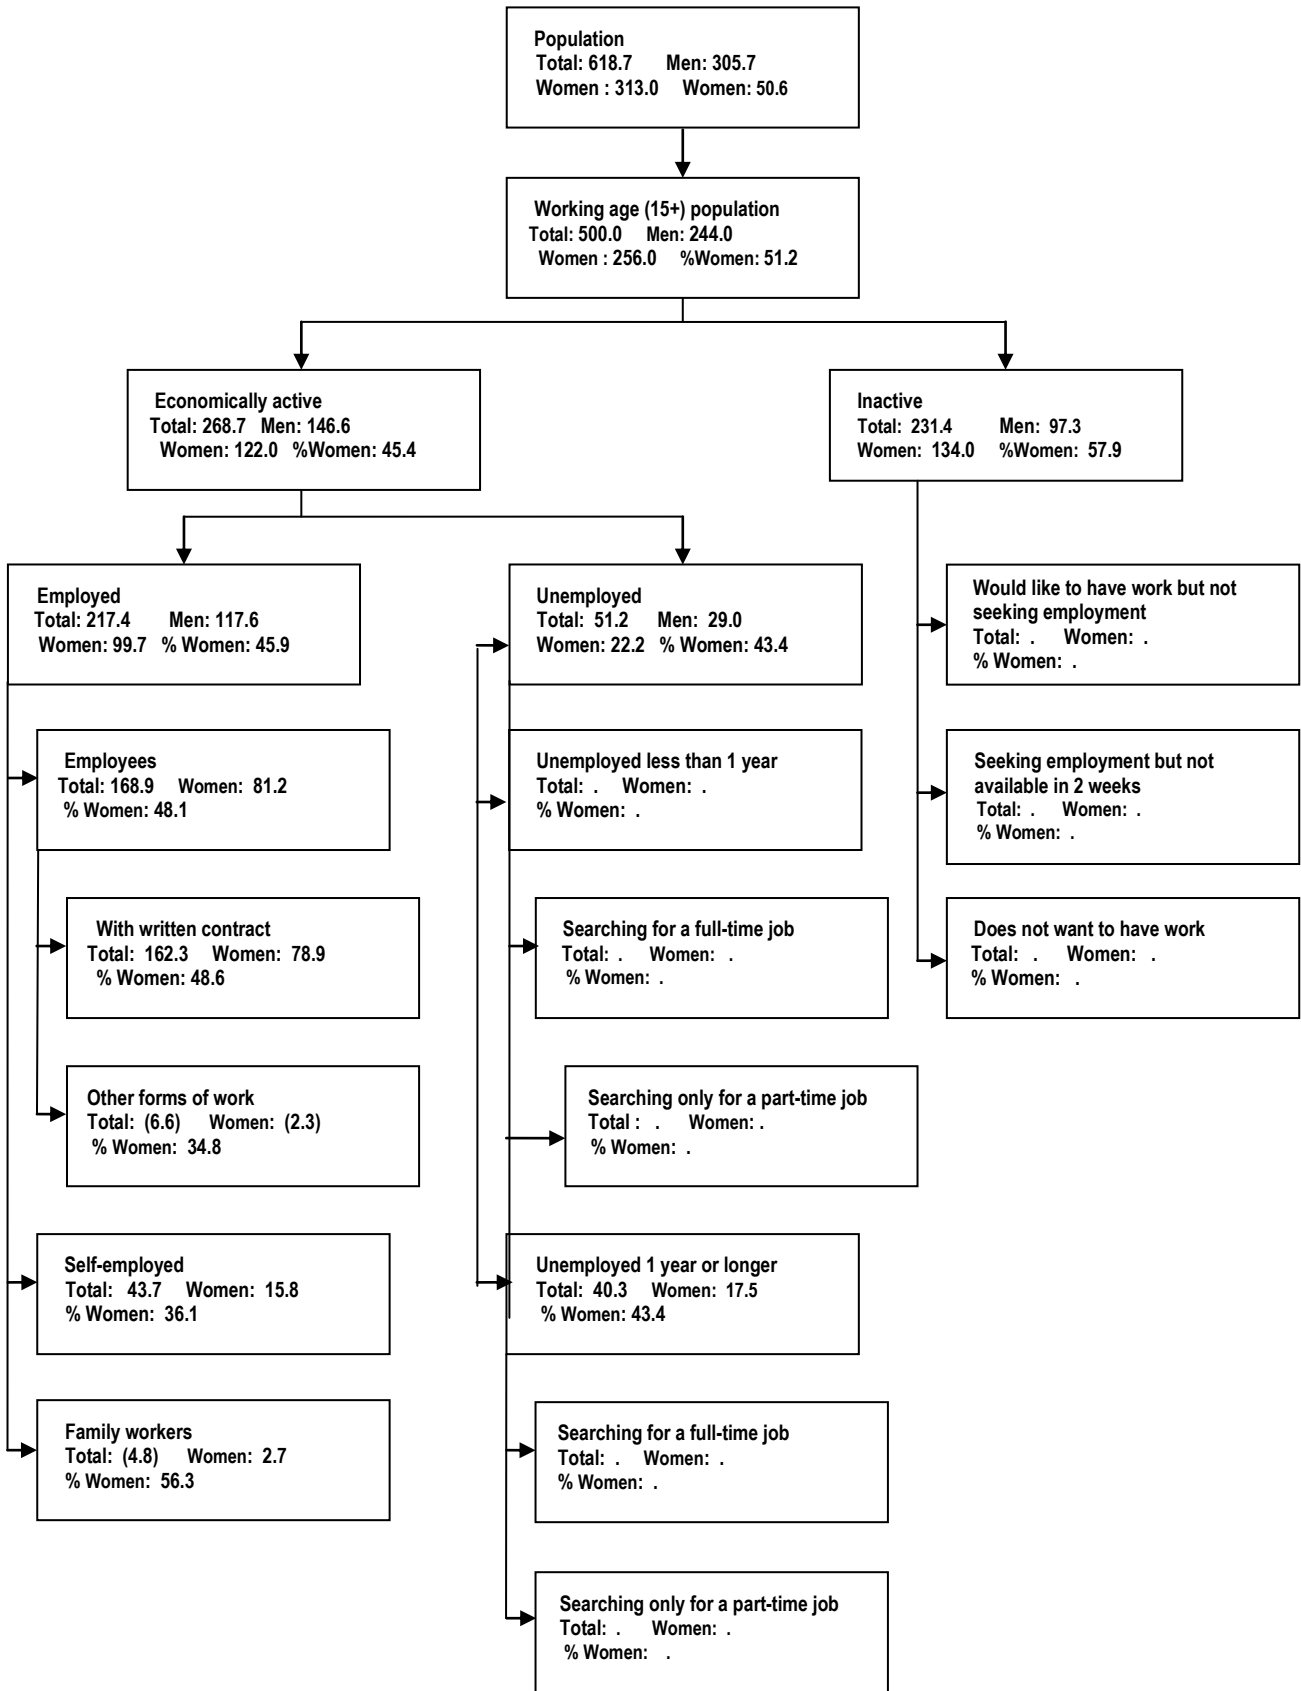 Population
Total: 618.7 Men: 305.7
Women : 313.0 Women: 50.6
Working age (15+) population
Total: 500.0 Men: 244.0
Women : 256.0 %Women: 51.2
Economically active
Total: 268.7 Men: 146.6
Women: 122.0 %Women: 45.4
Inactive
Total: 231.4 Men: 97.3
Women: 134.0 %Women: 57.9
Employed
Total: 217.4 Men: 117.6
Women: 99.7 % Women: 45.9
Unemployed
Total: 51.2 Men: 29.0
Women: 22.2 % Women: 43.4
Would like to have work but not
seeking employment
Total: . Women: .
% Women: .
Employees
Total: 168.9 Women: 81.2
% Women: 48.1
Unemployed less than 1 year
Total: . Women: .
% Women: .
Seeking employment but not
available in 2 weeks
Total: . Women: .
% Women: .
With written contract
Total: 162.3 Women: 78.9
% Women: 48.6
Searching for a full-time job
Total: . Women: .
% Women: .
Does not want to have work
Total: . Women: .
% Women: .
Other forms of work
Total: (6.6) Women: (2.3)
% Women: 34.8
Searching only for a part-time job
Total : . Women: .
% Women: .
Self-employed
Total: 43.7 Women: 15.8
% Women: 36.1
Unemployed 1 year or longer
Total: 40.3 Women: 17.5
% Women: 43.4
Family workers
Total: (4.8) Women: 2.7
% Women: 56.3
Searching for a full-time job
Total: . Women: .
% Women: .
Searching only for a part-time job
Total: . Women: .
% Women: .